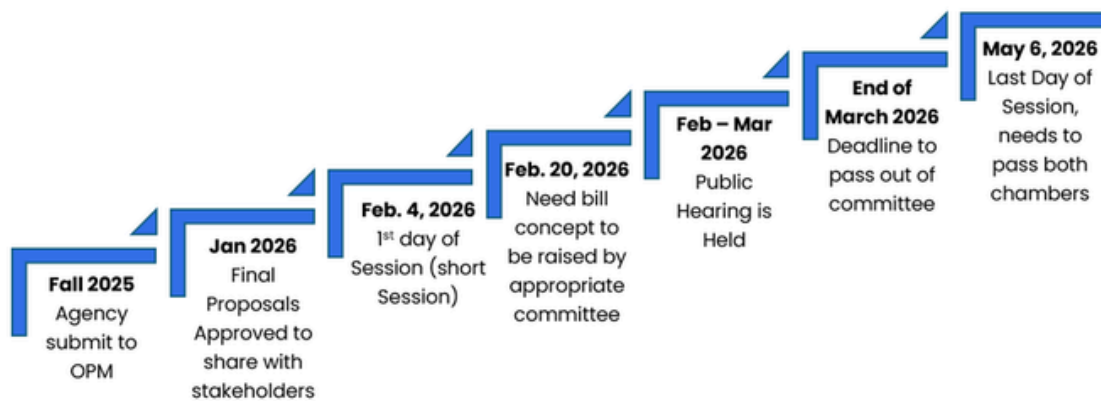 Fall 2025
Agency
submit to
OPM
Jan 2026
Final
Proposals
Approved to
share with
stakeholders
Feb. 4, 2026
1st day of
Session (short
Session)
Feb. 20, 2026
Need bill
concept to
be raised by
appropriate
committee
Feb – Mar
2026
Public
Hearing is
Held
End of
March 2026
Deadline to
pass out of
committee
May 6, 2026
Last Day of
Session,
needs to
pass both
chambers